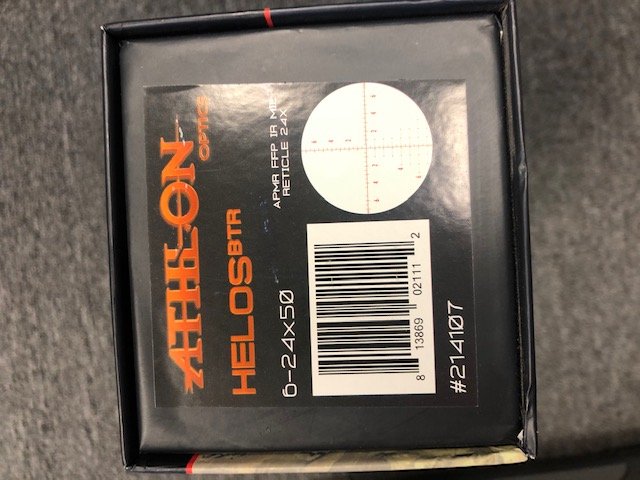 ATHLON
OPTICS
HELOS BTR
6-24x50
APMR FFP IR MIL
RETICLE 24X
8 13869 02111 2
#214107